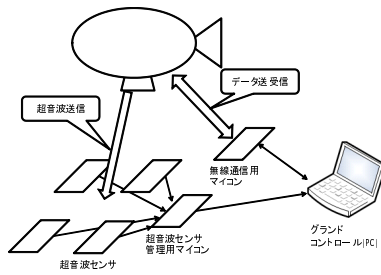 データ送受信
超音波送信
無線通信用
マイコン
超音波センサ
管理用マイコン
グランド
コントロール(PC)
超音波センサ